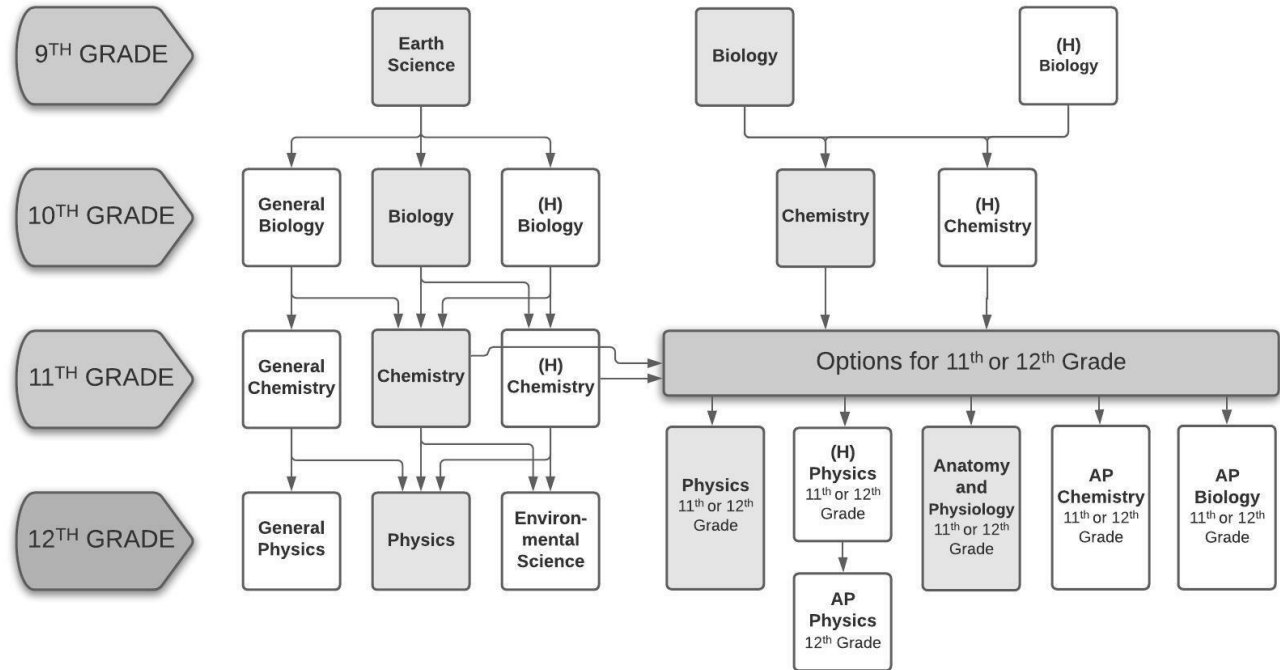 9TH GRADE
Earth
Science
Biology
(H)
Biology
10TH GRADE
General
Biology
Biology
(H)
Biology
Chemistry
(H)
Chemistry
11TH GRADE
General
Chemistry
Chemistry
(H)
Chemistry
Options for 11th or 12th Grade
12TH GRADE
General
Physics
Physics
Environ-
mental
Science
Physics
11th or 12th
Grade
(H)
Physics
11th or 12th
Grade
Anatomy
and
Physiology
11th or 12th
Grade
AP
Chemistry
11th or 12th
Grade
AP
Biology
11th or 12th
Grade
AP
Physics
12th Grade